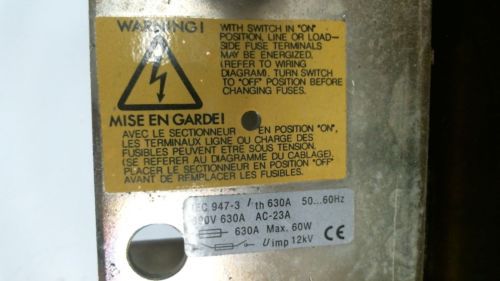 WARNING!
WITH SWITCH IN "ON"
POSITION, LINE OR LOAD-
SIDE FUSE TERMINALS
MAY BE ENERGIZED.
(REFER TO WIRING
DIAGRAM). TURN SWITCH
TO "OFF" POSITION BEFORE
CHANGING FUSES.
MISE EN GARDE!
AVEC LE SECTIONNEUR EN POSITION "ON",
LES TERMINAUX LIGNE OU CHARGE DES
FUSIBLES PEUVENT ETRE SOUS TENSION.
(SE REFERER AU DIAGRAMME DU CABLAGE).
PLACER LE SECTIONNEUR EN POSITION "OFF"
AVANT DE REMPLACER LES FUSIBLES.
IEC 947-3 Ith 630A 50...60Hz
630A AC-23A
630A Max. 60W
Uimp 12kV CE